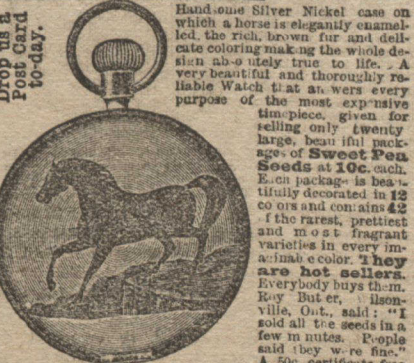 Drop us a
Post Card
to-day.
Handsome Silver Nickel case on
which a horse is elegantly enamel-
led, the rich, brown fur and deli-
cate coloring making the whole de-
sign absolutely true to life. A
very beautiful and thoroughly re-
liable Watch that answers every
purpose of the most expensive
timepiece, given for
selling only twenty
large, beautiful pack-
ages of Sweet Pea
Seeds at 10c. each.
Each package is beau-
tifully decorated in 12
colors and contains 42
of the rarest, prettiest
and most fragrant
varieties in every im-
aginable color. They
are hot sellers.
Everybody buys them.
Roy Butler, Wilson-
ville, Ont., said: "I
sold all the seeds in a
few minutes. People
said they were fine."
A 50c. certificate